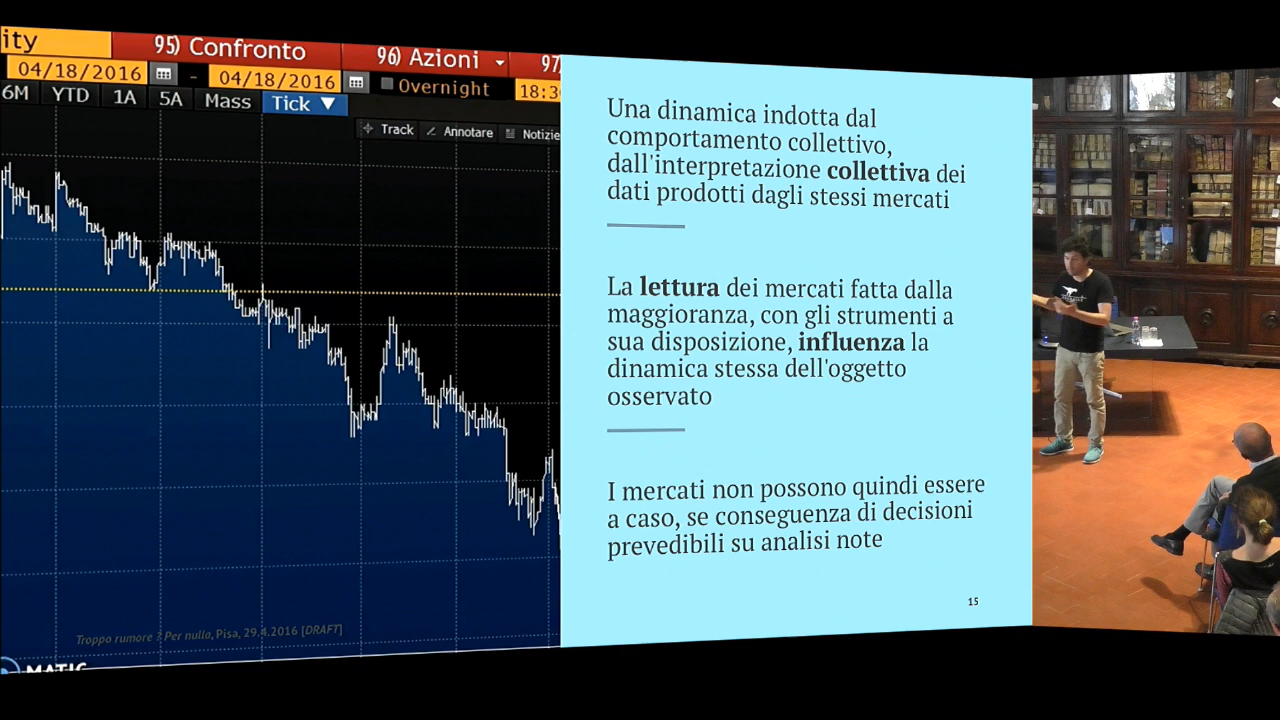 ity
95) Confronto
96) Azioni
97
04/18/2016 - 04/18/2016
Overnight
18:3
6M YTD 1A 5A Mass Tick ▼
Track Annotare Notizie
Una dinamica indotta dal
comportamento collettivo,
dall'interpretazione collettiva dei
dati prodotti dagli stessi mercati
La lettura dei mercati fatta dalla
maggioranza, con gli strumenti a
sua disposizione, influenza la
dinamica stessa dell'oggetto
osservato
I mercati non possono quindi essere
a caso, se conseguenza di decisioni
prevedibili su analisi note
15
Troppo rumore ? Per nulla, Pisa, 29.4.2016 [DRAFT]
MATIC